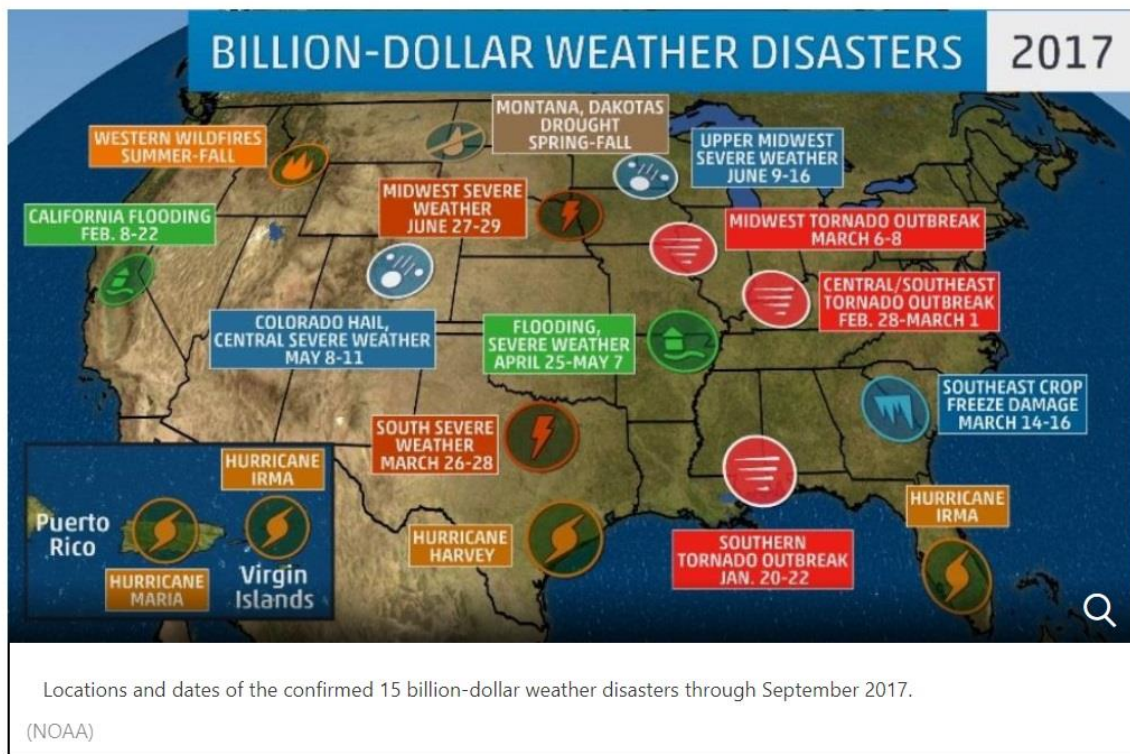 BILLION-DOLLAR WEATHER DISASTERS 2017
WESTERN WILDFIRES
SUMMER-FALL
MONTANA, DAKOTAS
DROUGHT
SPRING-FALL
UPPER MIDWEST
SEVERE WEATHER
JUNE 9-16
CALIFORNIA FLOODING
FEB. 8-22
MIDWEST SEVERE
WEATHER
JUNE 27-29
MIDWEST TORNADO OUTBREAK
MARCH 6-8
CENTRAL/SOUTHEAST
TORNADO OUTBREAK
FEB. 28-MARCH 1
COLORADO HAIL,
CENTRAL SEVERE WEATHER
MAY 8-11
FLOODING,
SEVERE WEATHER
APRIL 25-MAY 7
SOUTHEAST CROP
FREEZE DAMAGE
MARCH 14-16
SOUTH SEVERE
WEATHER
MARCH 26-28
HURRICANE
IRMA
Puerto
Rico
HURRICANE
MARIA
Virgin
Islands
HURRICANE
HARVEY
SOUTHERN
TORNADO OUTBREAK
JAN. 20-22
HURRICANE
IRMA
Locations and dates of the confirmed 15 billion-dollar weather disasters through September 2017.
(NOAA)